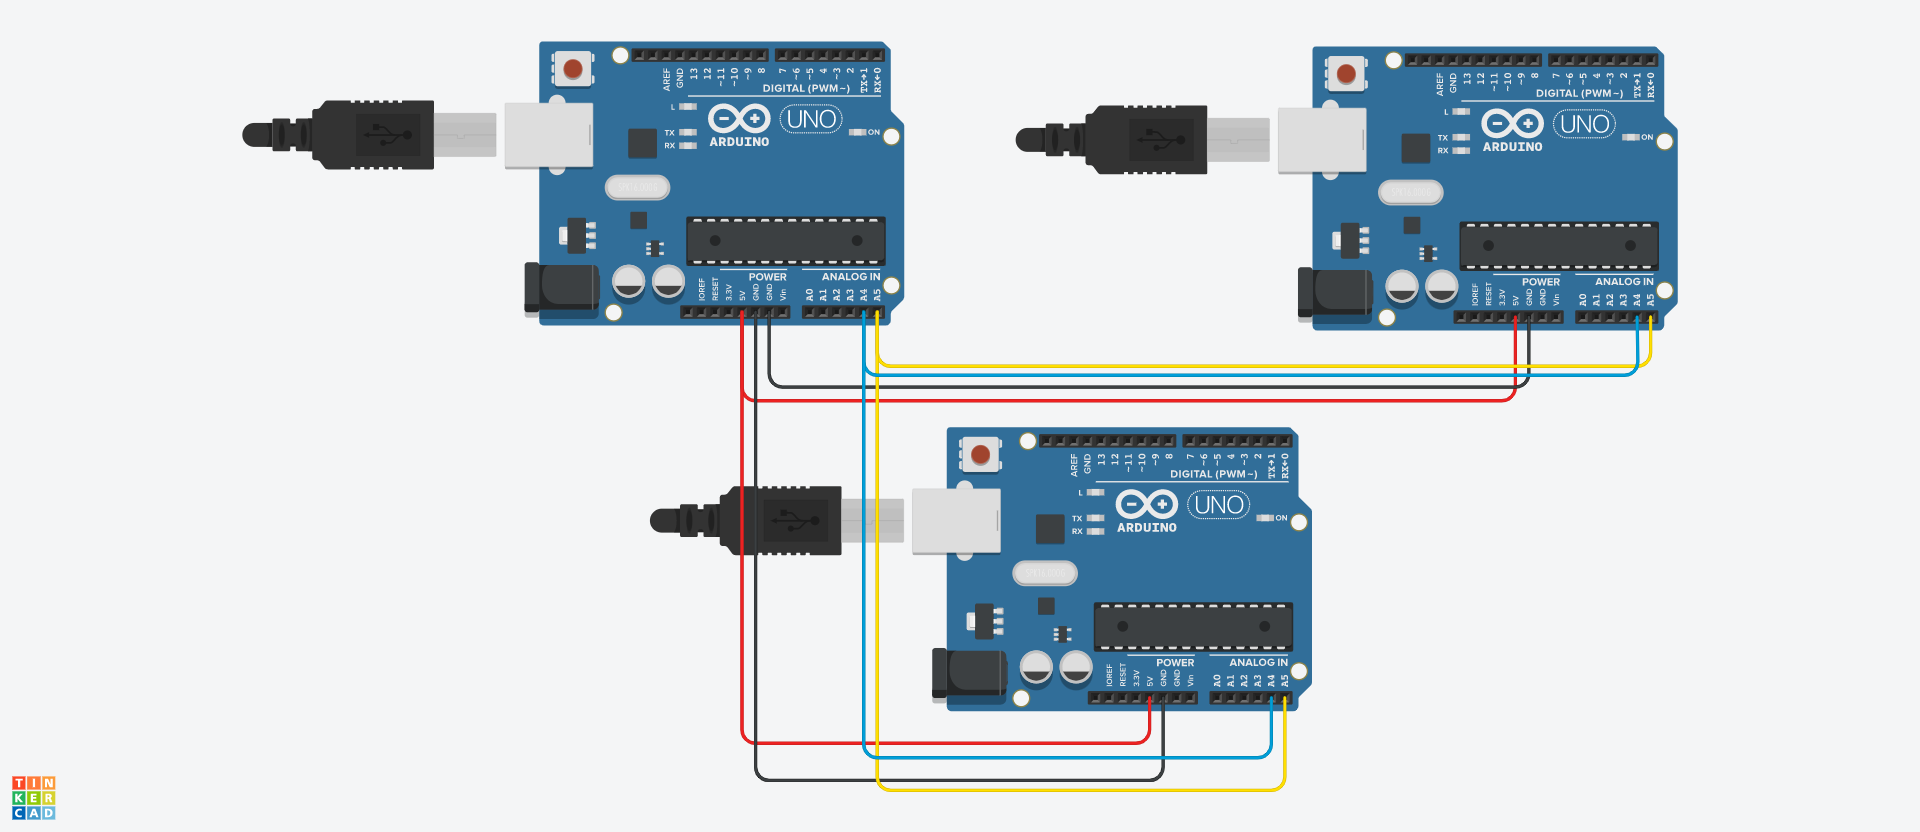 AREF GND 13 12 ~11 ~10 ~9 8 7 ~6 ~5 4 ~3 2 TX→1 RX←0
DIGITAL (PWM~)
L
TX
RX
ARDUINO
UNO
ON
POWER
ANALOG IN
IOREF RESET 3.3V 5V GND GND Vin A0 A1 A2 A3 A4 A5
AREF GND 13 12 ~11 ~10 ~9 8 7 ~6 ~5 4 ~3 2 TX→1 RX←0
DIGITAL (PWM~)
L
TX
RX
ARDUINO
UNO
ON
POWER
ANALOG IN
IOREF RESET 3.3V 5V GND GND Vin A0 A1 A2 A3 A4 A5
AREF GND 13 12 ~11 ~10 ~9 8 7 ~6 ~5 4 ~3 2 TX→1 RX←0
DIGITAL (PWM~)
L
TX
RX
ARDUINO
UNO
ON
POWER
ANALOG IN
IOREF RESET 3.3V 5V GND GND Vin A0 A1 A2 A3 A4 A5
TIN
KER
CAD